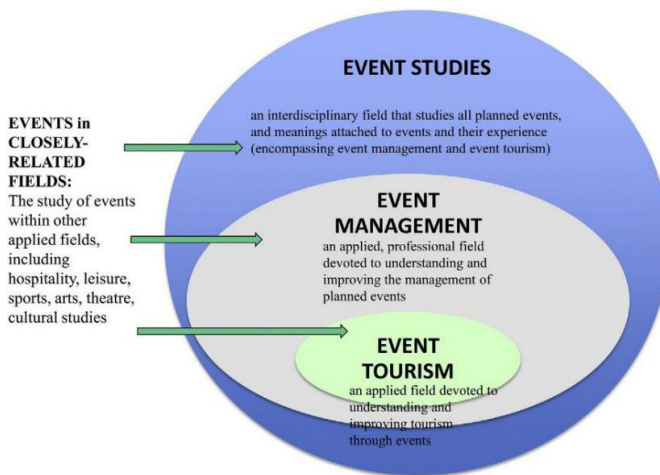 EVENT STUDIES
an interdisciplinary field that studies all planned events,
and meanings attached to events and their experience
(encompassing event management and event tourism)
EVENTS in
CLOSELY-
RELATED
FIELDS:
The study of events
within other
applied fields,
including
hospitality, leisure,
sports, arts, theatre,
cultural studies
EVENT
MANAGEMENT
an applied, professional field
devoted to understanding and
improving the management of
planned events
EVENT
TOURISM
an applied field devoted to
understanding and
improving tourism
through events